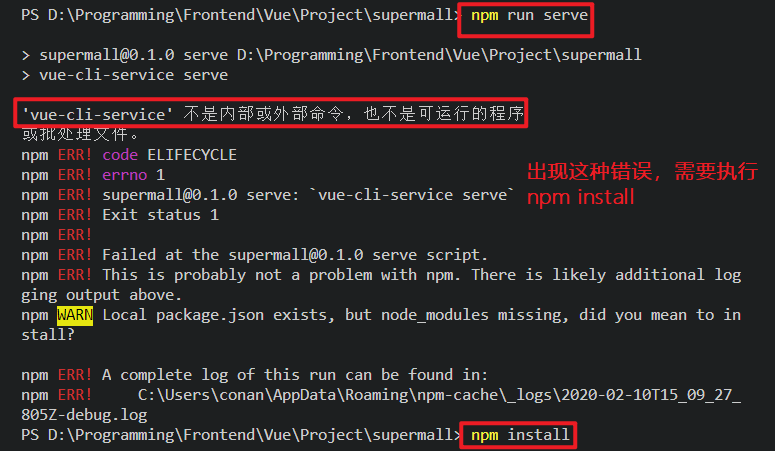 PS D:\Programming\Frontend\Vue\Project\supermall> npm run serve
> supermall@0.1.0 serve D:\Programming\Frontend\Vue\Project\supermall
> vue-cli-service serve
'vue-cli-service' 不是内部或外部命令，也不是可运行的程序
或批处理文件。
npm ERR! code ELIFECYCLE
npm ERR! errno 1
npm ERR! supermall@0.1.0 serve: `vue-cli-service serve`
npm ERR! Exit status 1
npm ERR!
npm ERR! Failed at the supermall@0.1.0 serve script.
npm ERR! This is probably not a problem with npm. There is likely additional log
ging output above.
npm WARN Local package.json exists, but node_modules missing, did you mean to in
stall?
npm ERR! A complete log of this run can be found in:
npm ERR!     C:\Users\conan\AppData\Roaming\npm-cache\_logs\2020-02-10T15_09_27_
805Z-debug.log
PS D:\Programming\Frontend\Vue\Project\supermall> npm install
出现这种错误，需要执行
npm install